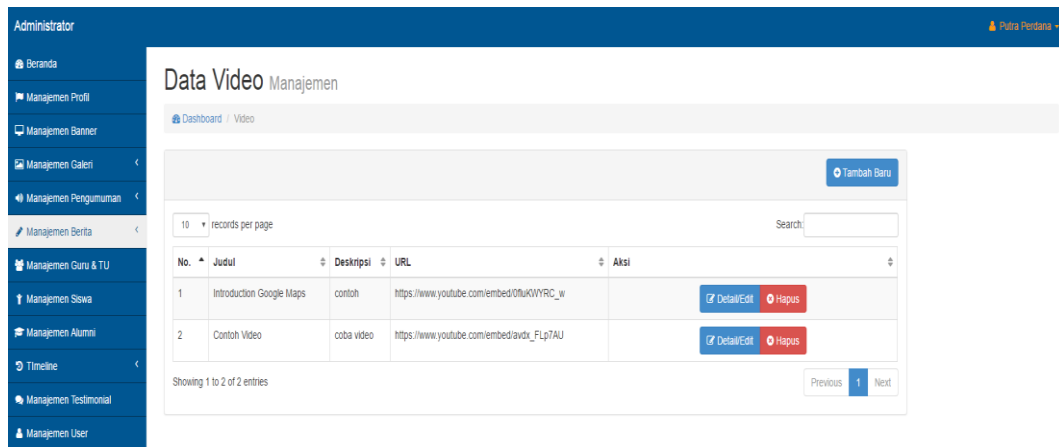 Administrator
Putra Perdana
Beranda
Manajemen Profil
Manajemen Banner
Manajemen Galeri
Manajemen Pengumuman
Manajemen Berita
Manajemen Guru & TU
Manajemen Siswa
Manajemen Alumni
TImeline
Manajemen Testimonial
Manajemen User
Data Video Manajemen
Dashboard / Video
Tambah Baru
10 records per page
Search:
No. Judul Deskripsi URL Aksi
1 Introduction Google Maps contoh https://www.youtube.com/embed/0fluKWYRC_w Detail/Edit Hapus
2 Contoh Video coba video https://www.youtube.com/embed/avdx_FLp7AU Detail/Edit Hapus
Showing 1 to 2 of 2 entries
Previous 1 Next